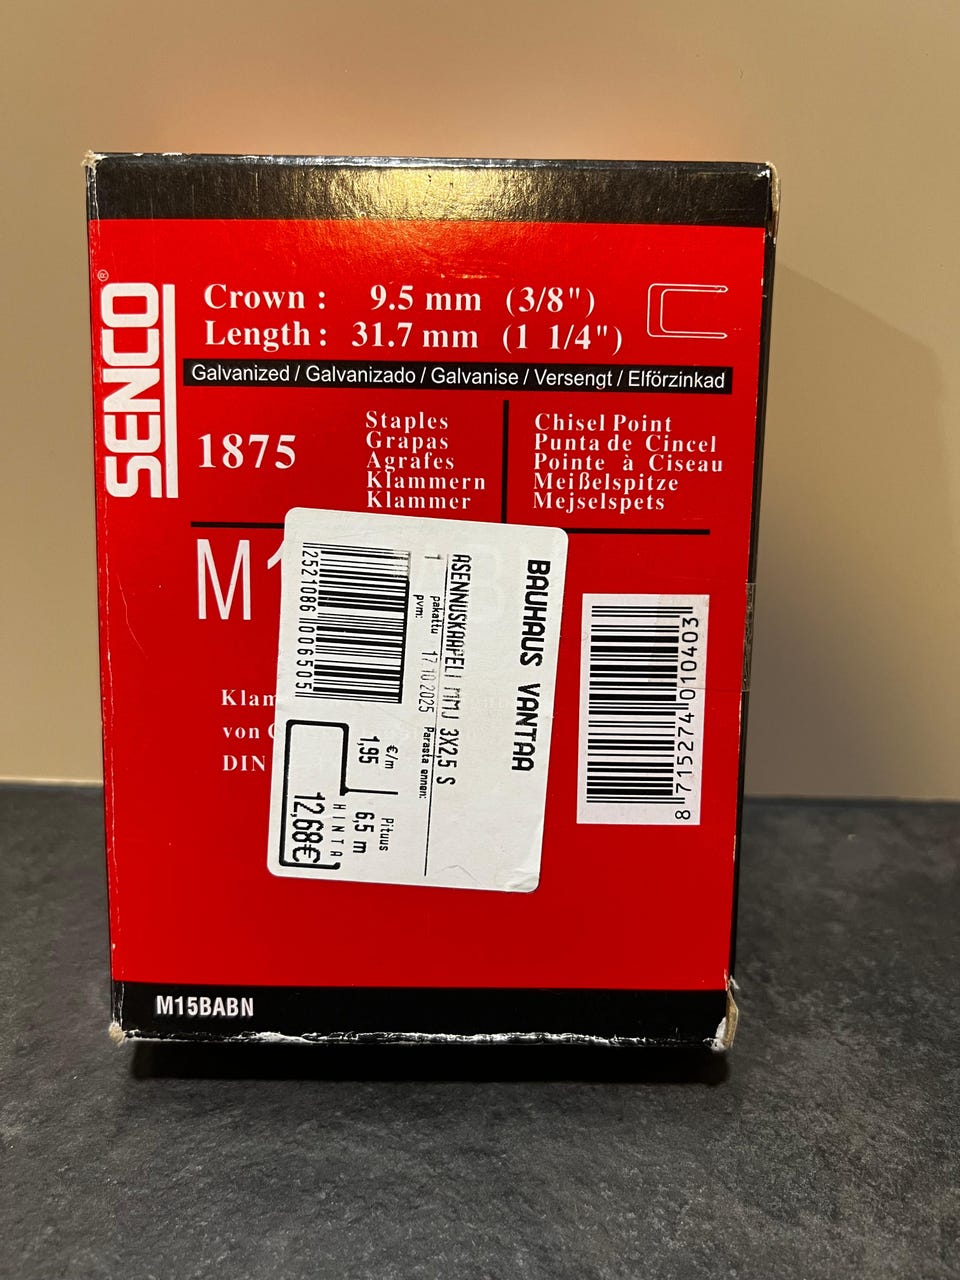 SENCO®
Crown : 9.5 mm (3/8")
Length : 31.7 mm (1 1/4")
Galvanized / Galvanizado / Galvanise / Versengt / Elförzinkad
1875
Staples
Grapas
Agrafes
Klammern
Klammer
Chisel Point
Punta de Cincel
Pointe à Ciseau
Meißelspitze
Mejselspets
BAUHAUS VANTAA
ASENNUSKAAPELI MMJ 3X2,5 S
1
pakattu 17.10.2025 Parasta ennen:
pvm:
€/m Pituus
1,95 6,5 m
HINTA
12,68€
2521086 006505
8 715274 010403
von
DIN
M15BABN